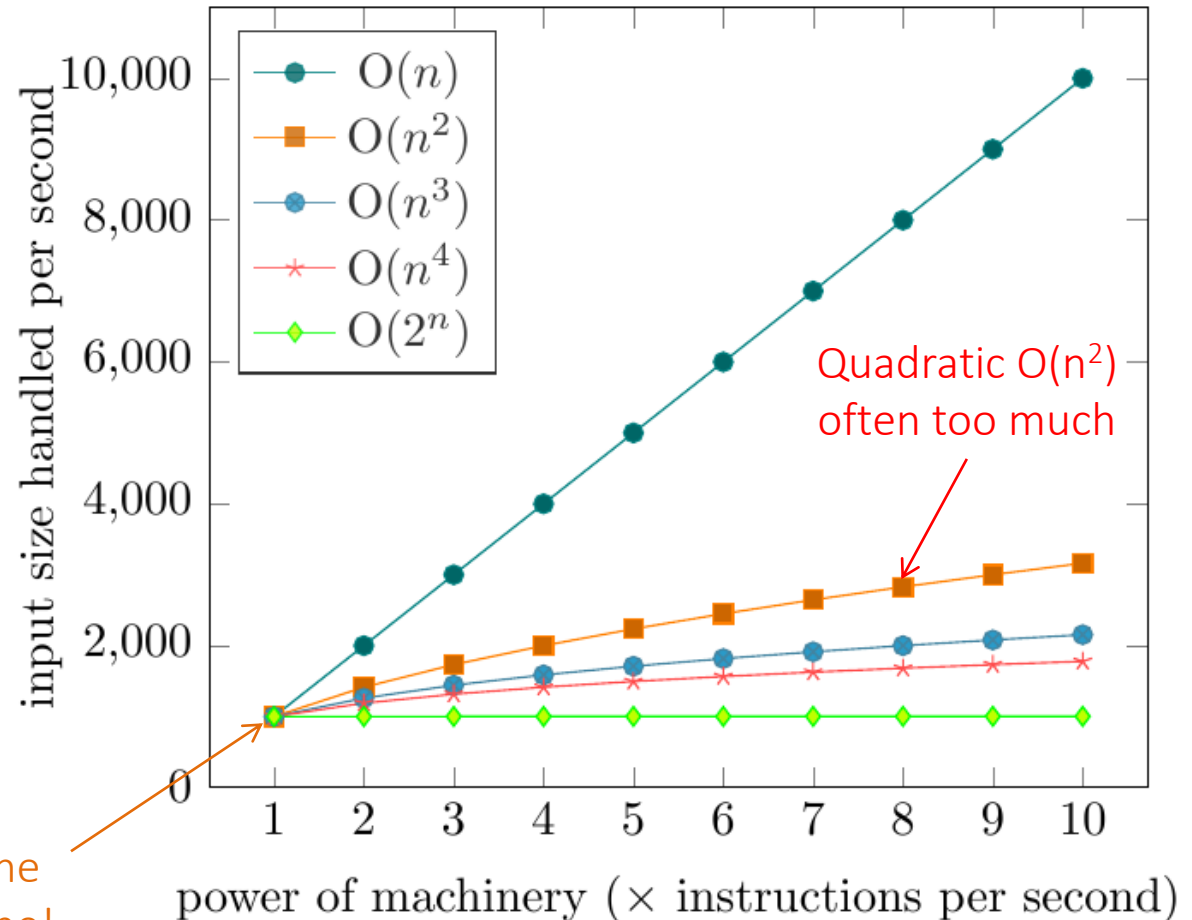 input size handled per second
10,000
8,000
6,000
4,000
2,000
0
O(n)
O(n²)
O(n³)
O(n⁴)
O(2ⁿ)
Quadratic O(n²)
often too much
1 2 3 4 5 6 7 8 9 10
power of machinery (× instructions per second)